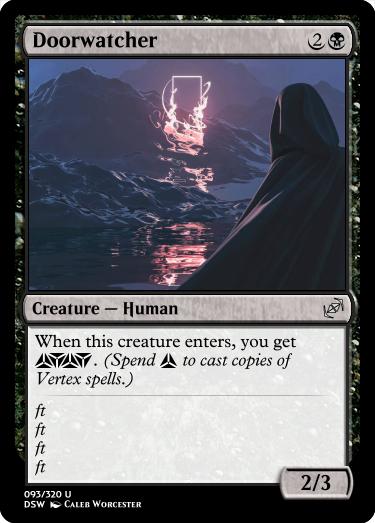 Doorwatcher 2
Creature — Human
When this creature enters, you get
. (Spend to cast copies of
Vertex spells.)
ft
ft
ft
ft
2/3
093/320 U
DSW Caleb Worcester